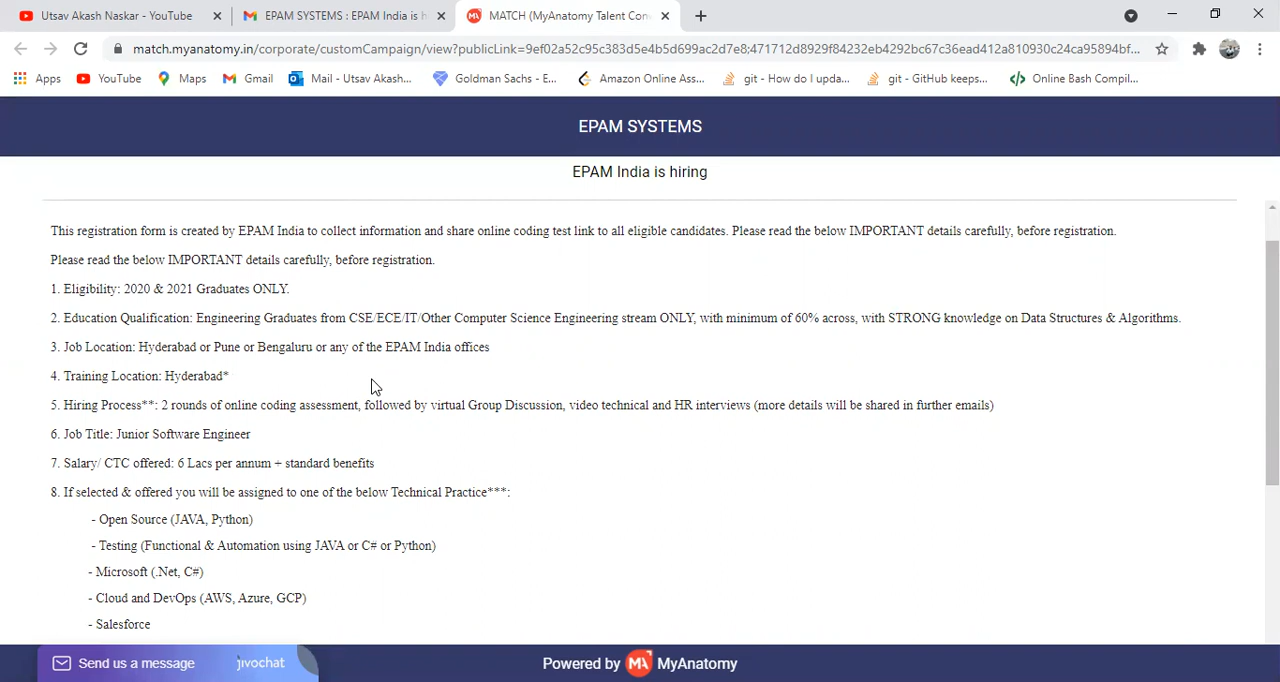 Utsav Akash Naskar - YouTube
EPAM SYSTEMS : EPAM India is h
MATCH (MyAnatomy Talent Con
match.myanatomy.in/corporate/customCampaign/view?publicLink=9ef02a52c95c383d5e4b5d699ac2d7e8;471712d8929f84232eb4292bc67c36ead412a810930c24ca95894bf...
Apps YouTube Maps Gmail Mail - Utsav Akash... Goldman Sachs - E... Amazon Online Ass... git - How do I upda... git - GitHub keeps... Online Bash Compil...
EPAM SYSTEMS
EPAM India is hiring
This registration form is created by EPAM India to collect information and share online coding test link to all eligible candidates. Please read the below IMPORTANT details carefully, before registration.
Please read the below IMPORTANT details carefully, before registration.
1. Eligibility: 2020 & 2021 Graduates ONLY.
2. Education Qualification: Engineering Graduates from CSE/ECE/IT/Other Computer Science Engineering stream ONLY, with minimum of 60% across, with STRONG knowledge on Data Structures & Algorithms.
3. Job Location: Hyderabad or Pune or Bengaluru or any of the EPAM India offices
4. Training Location: Hyderabad*
5. Hiring Process**: 2 rounds of online coding assessment, followed by virtual Group Discussion, video technical and HR interviews (more details will be shared in further emails)
6. Job Title: Junior Software Engineer
7. Salary/ CTC offered: 6 Lacs per annum + standard benefits
8. If selected & offered you will be assigned to one of the below Technical Practice***:
- Open Source (JAVA, Python)
- Testing (Functional & Automation using JAVA or C# or Python)
- Microsoft (.Net, C#)
- Cloud and DevOps (AWS, Azure, GCP)
- Salesforce
Send us a message jivochat
Powered by MA MyAnatomy